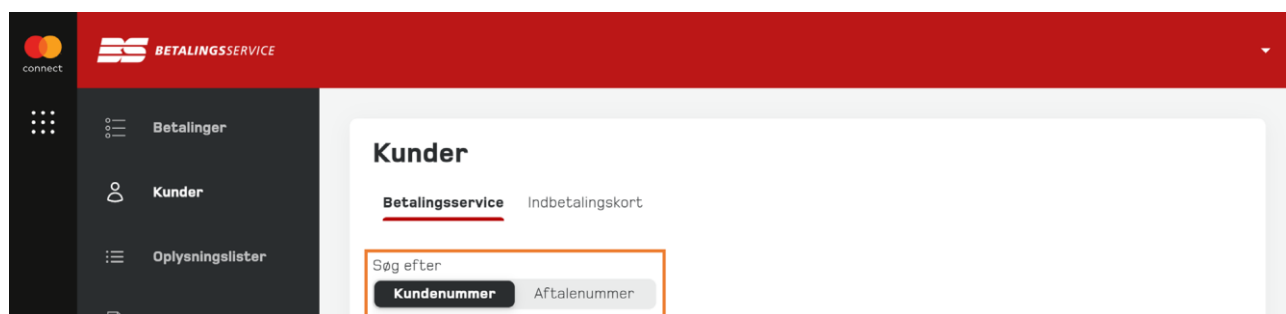 connect
BETALINGSSERVICE
Betalinger
Kunder
Oplysningslister
Kunder
Betalingsservice Indbetalingskort
Søg efter
Kundenummer Aftalenummer